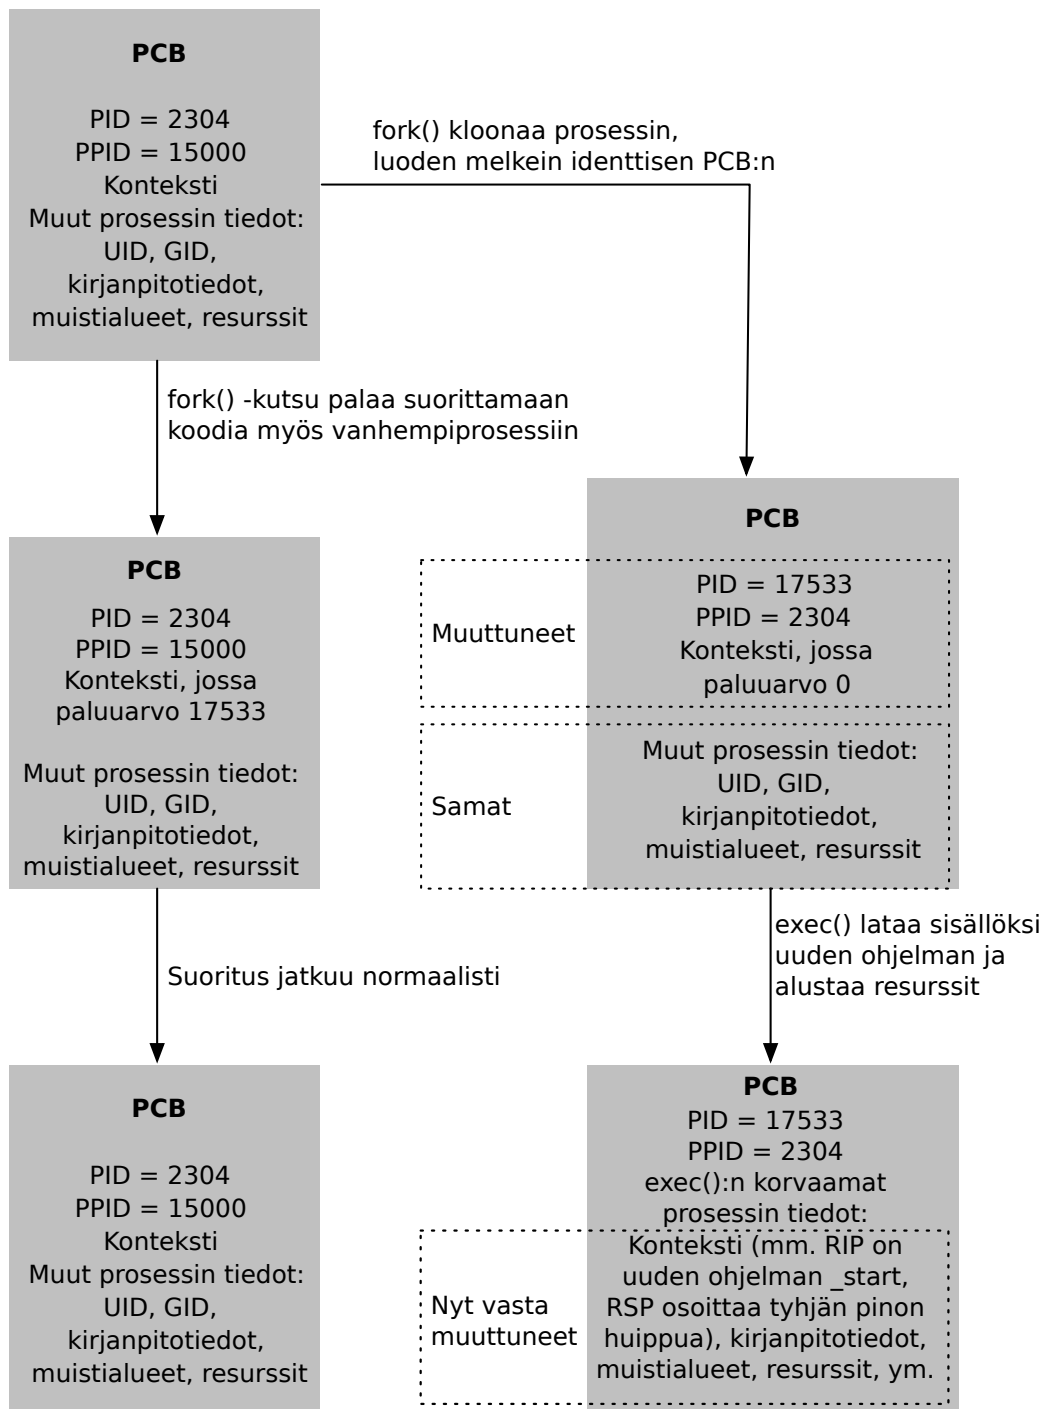 PCB
PID = 2304
PPID = 15000
Konteksti
Muut prosessin tiedot:
UID, GID,
kirjanpitotiedot,
muistialueet, resurssit
fork() kloonaa prosessin,
luoden melkein identtisen PCB:n
fork() -kutsu palaa suorittamaan
koodia myös vanhempiprosessiin
PCB
PID = 2304
PPID = 15000
Konteksti, jossa
paluuarvo 17533
Muut prosessin tiedot:
UID, GID,
kirjanpitotiedot,
muistialueet, resurssit
PCB
Muuttuneet
PID = 17533
PPID = 2304
Konteksti, jossa
paluuarvo 0
Samat
Muut prosessin tiedot:
UID, GID,
kirjanpitotiedot,
muistialueet, resurssit
Suoritus jatkuu normaalisti
exec() lataa sisällöksi
uuden ohjelman ja
alustaa resurssit
PCB
PID = 2304
PPID = 15000
Konteksti
Muut prosessin tiedot:
UID, GID,
kirjanpitotiedot,
muistialueet, resurssit
PCB
PID = 17533
PPID = 2304
exec():n korvaamat
prosessin tiedot:
Nyt vasta
muuttuneet
Konteksti (mm. RIP on
uuden ohjelman _start,
RSP osoittaa tyhjän pinon
huippua), kirjanpitotiedot,
muistialueet, resurssit, ym.